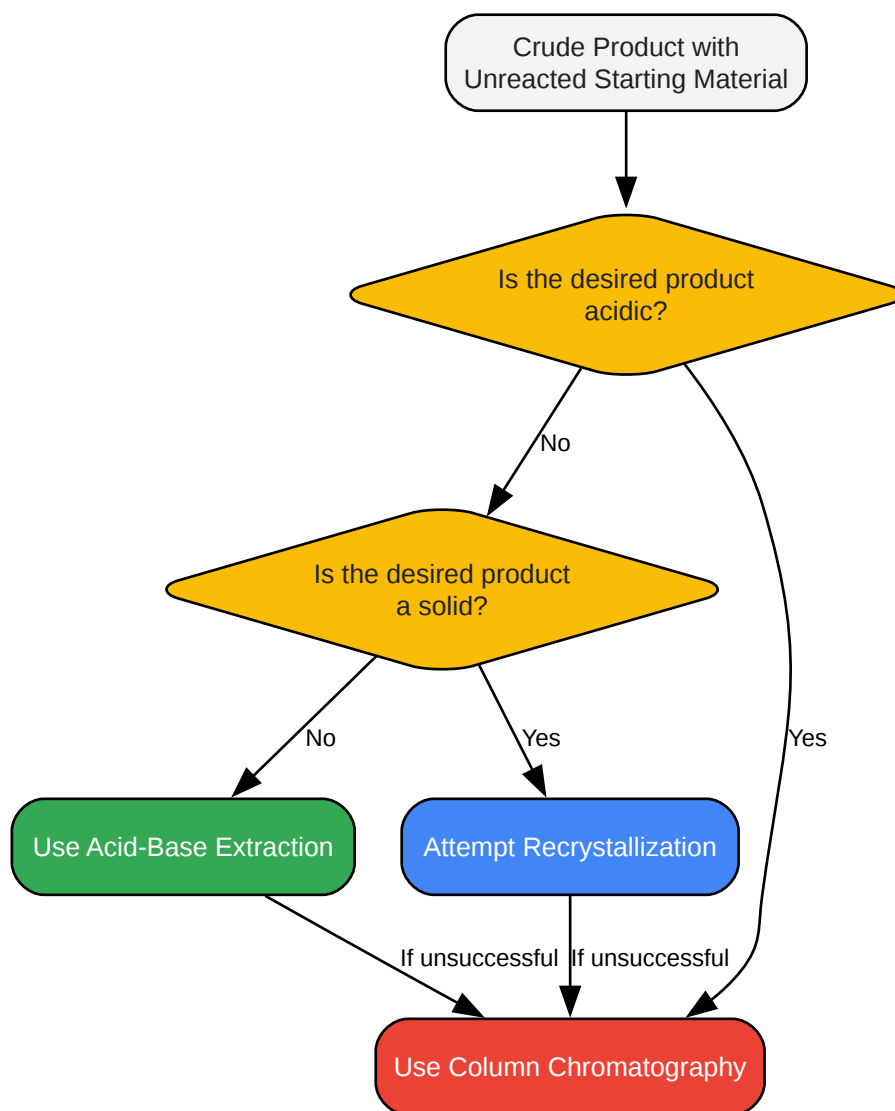 Crude Product with
Unreacted Starting Material
Is the desired product
acidic?
No
Is the desired product
a solid?
No
Yes
Yes
Use Acid-Base Extraction
Attempt Recrystallization
If unsuccessful
If unsuccessful
Use Column Chromatography